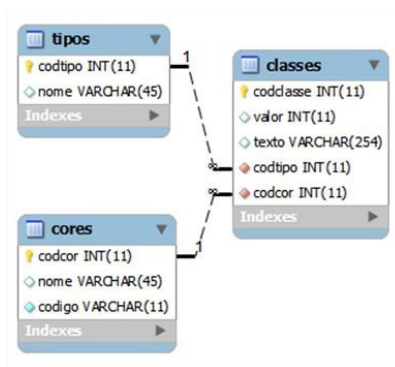 tipos
codtipo INT(11)
nome VARCHAR(45)
Indexes
1
classes
codclasse INT(11)
valor INT(11)
texto VARCHAR(254)
codtipo INT(11)
codcor INT(11)
Indexes
∞
∞
cores
codcor INT(11)
nome VARCHAR(45)
codigo VARCHAR(11)
Indexes
1